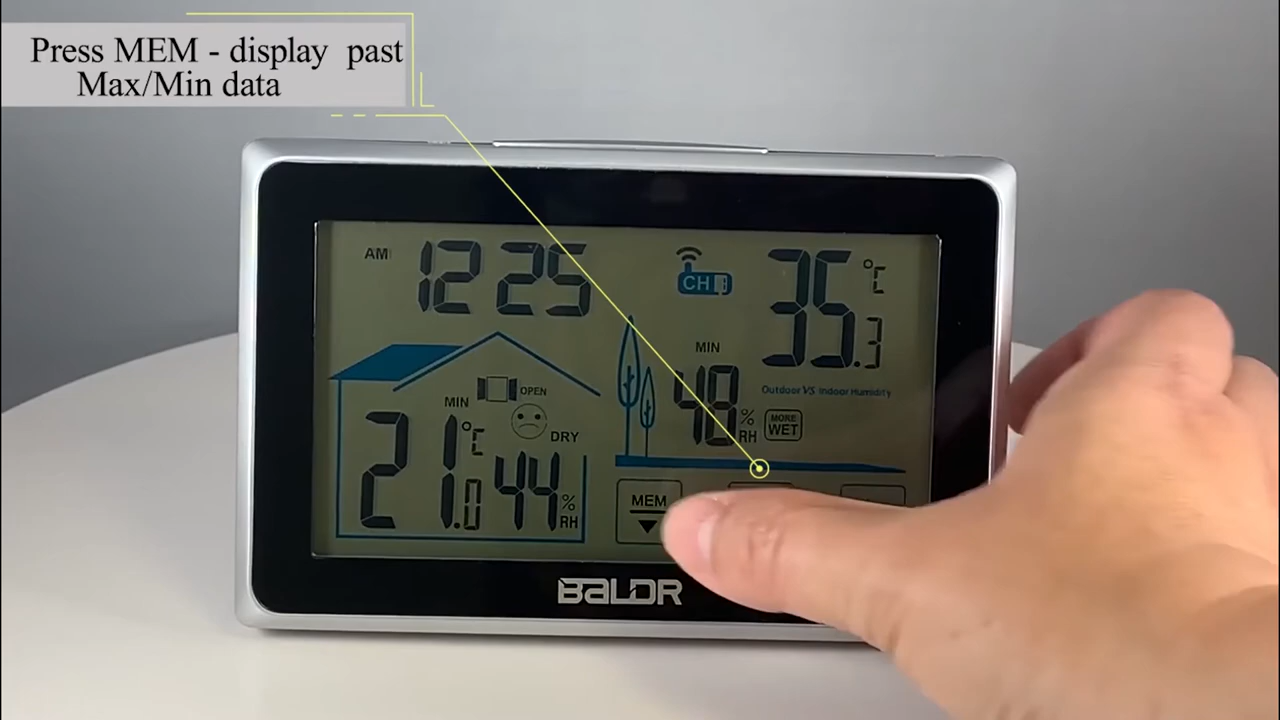 Press MEM - display past
Max/Min data
AM 12 25
CH
35.3 °C
MIN
48 % RH
Outdoor VS Indoor Humidity
MORE WET
OPEN
MIN
21.0 °C
DRY
44 % RH
MEM
BALDR